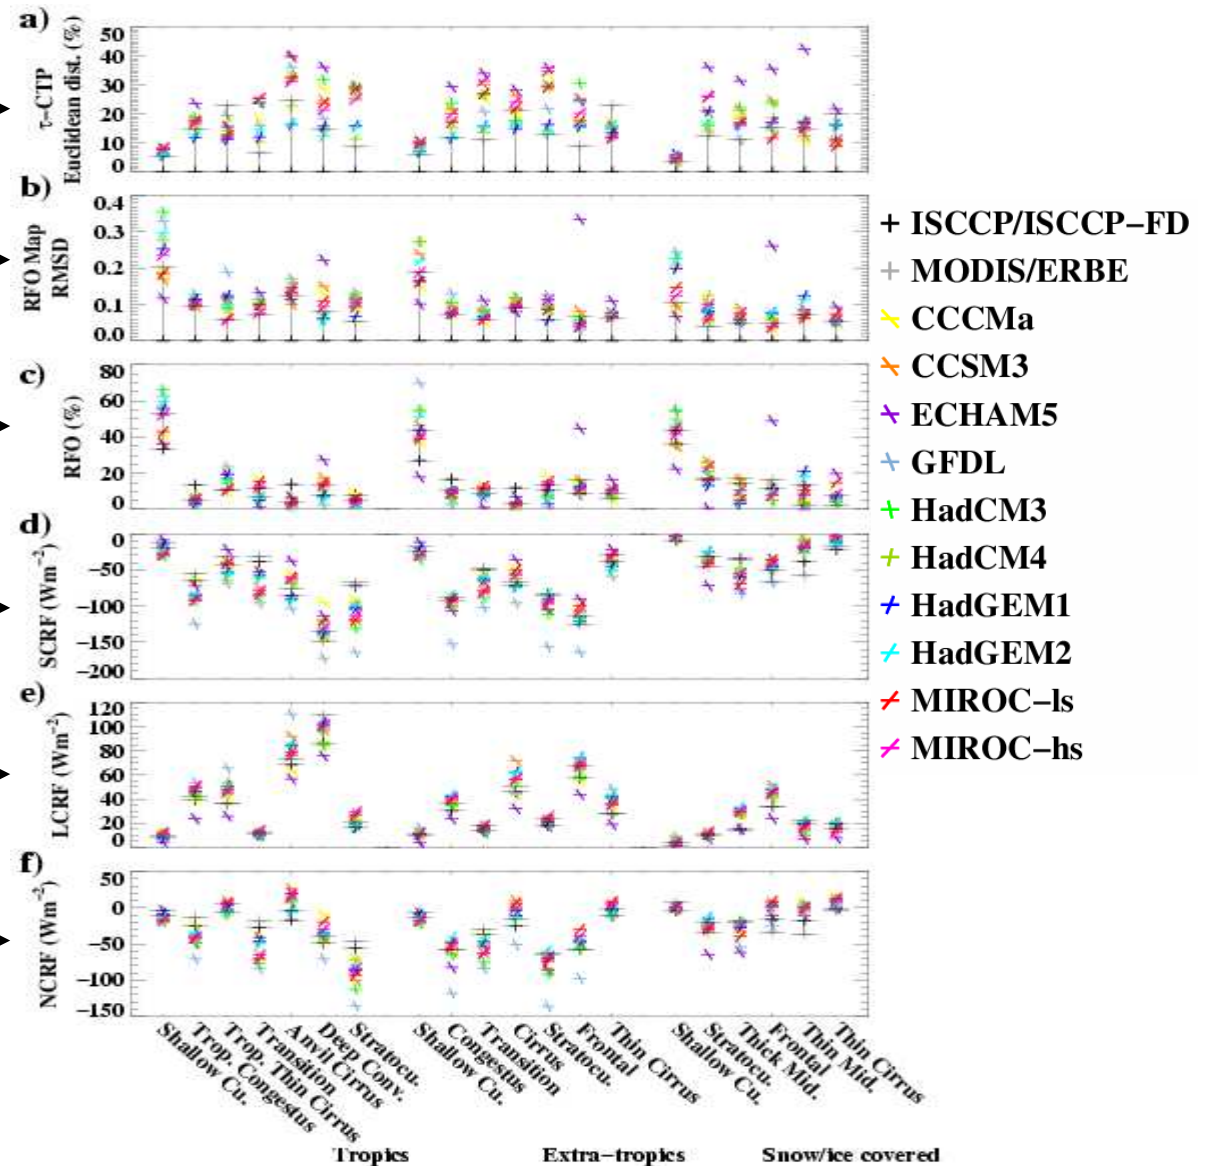 a)
τ−CTP
Euclidean dist. (%)
50
40
30
20
10
0
b)
RFO Map
RMSD
0.4
0.3
0.2
0.1
0.0
c)
RFO (%)
80
60
40
20
0
d)
SCRF (Wm⁻²)
0
−50
−100
−150
−200
e)
LCRF (Wm⁻²)
120
100
80
60
40
20
0
f)
NCRF (Wm⁻²)
50
0
−50
−100
−150
Shallow Cu.
Trop. Congestus
Trop. Thin Cirrus
Transition
Anvil Cirrus
Deep Conv.
Stratocu.
Shallow Cu.
Congestus
Transition
Cirrus
Stratocu.
Frontal
Thin Cirrus
Shallow Cu.
Stratocu.
Thick Mid.
Frontal
Thin Mid.
Thin Cirrus
Tropics
Extra−tropics
Snow/ice covered
ISCCP/ISCCP−FD
MODIS/ERBE
CCCMa
CCSM3
ECHAM5
GFDL
HadCM3
HadCM4
HadGEM1
HadGEM2
MIROC−ls
MIROC−hs